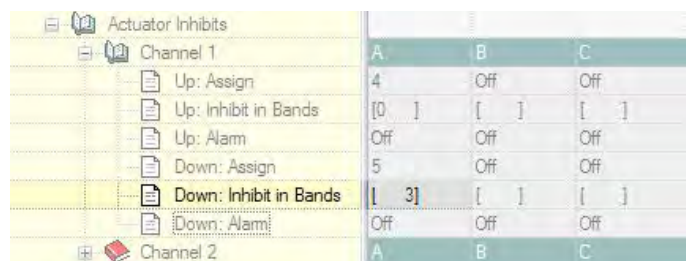 Actuator Inhibits
Channel 1 A B C
Up: Assign 4 Off Off
Up: Inhibit in Bands [0 ] [ ] [ ]
Up: Alarm Off Off Off
Down: Assign 5 Off Off
Down: Inhibit in Bands [ 3] [ ] [ ]
Down: Alarm Off Off Off
Channel 2 A B C